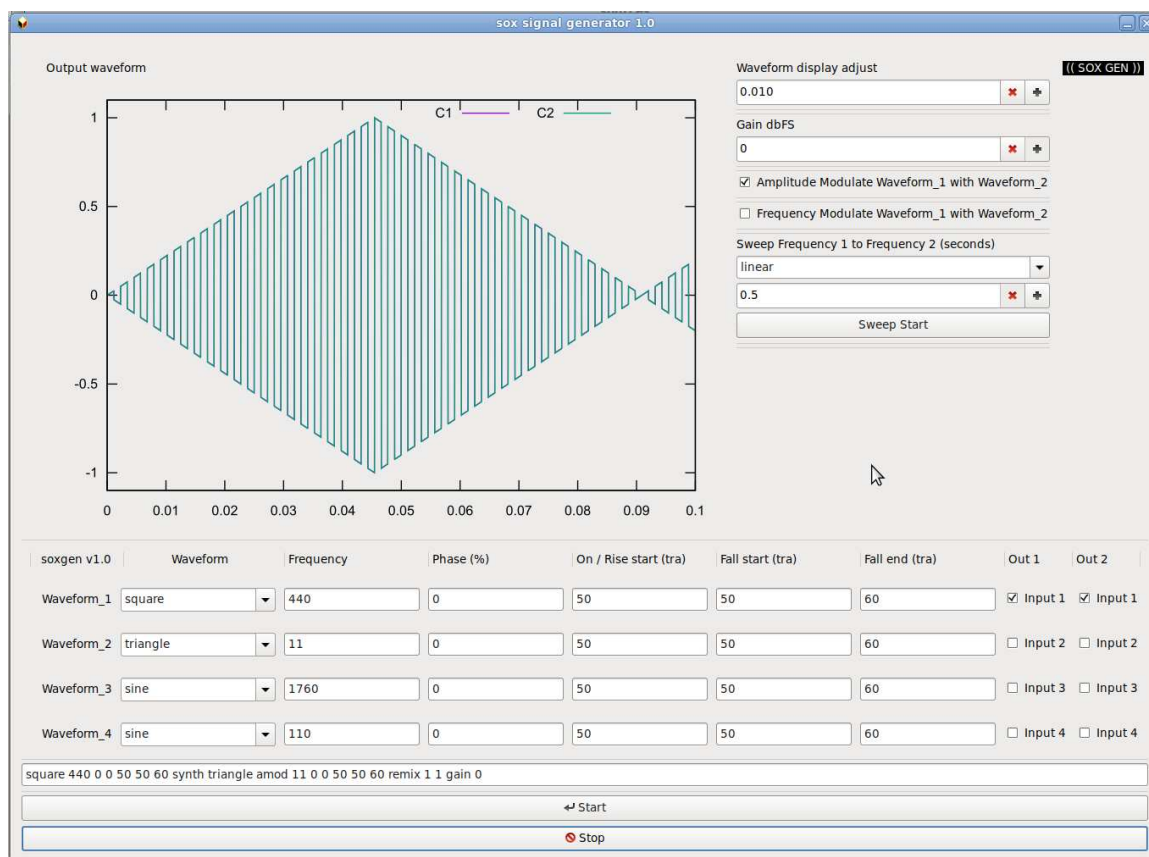 sox signal generator 1.0
Output waveform
Waveform display adjust
(( SOX GEN ))
0.010
Gain dbFS
0
Amplitude Modulate Waveform_1 with Waveform_2
Frequency Modulate Waveform_1 with Waveform_2
Sweep Frequency 1 to Frequency 2 (seconds)
linear
0.5
Sweep Start
C1 C2
1
0.5
0
-0.5
-1
0 0.01 0.02 0.03 0.04 0.05 0.06 0.07 0.08 0.09 0.1
soxgen v1.0 Waveform Frequency Phase (%) On / Rise start (tra) Fall start (tra) Fall end (tra) Out 1 Out 2
Waveform_1 square 440 0 50 50 60 Input 1 Input 1
Waveform_2 triangle 11 0 50 50 60 Input 2 Input 2
Waveform_3 sine 1760 0 50 50 60 Input 3 Input 3
Waveform_4 sine 110 0 50 50 60 Input 4 Input 4
square 440 0 0 50 50 60 synth triangle amod 11 0 0 50 50 60 remix 1 1 gain 0
Start
Stop